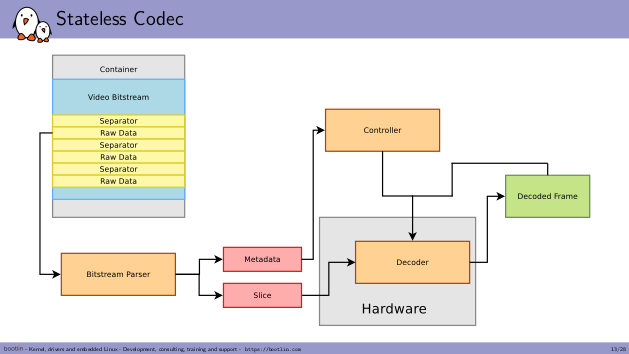 Stateless Codec
Container
Video Bitstream
Separator
Raw Data
Separator
Raw Data
Separator
Raw Data
Controller
Decoded Frame
Metadata
Decoder
Bitstream Parser
Slice
Hardware
bootlin - Kernel, drivers and embedded Linux - Development, consulting, training and support - https://bootlin.com
13/28